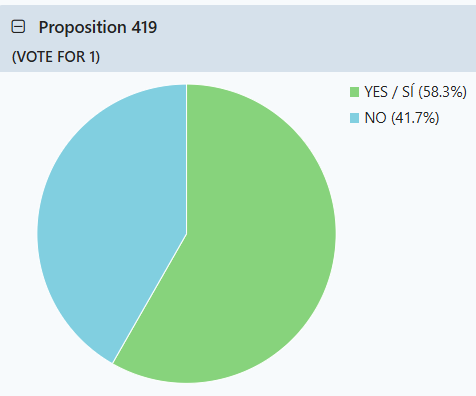 Proposition 419
(VOTE FOR 1)
YES / SÍ (58.3%)
NO (41.7%)